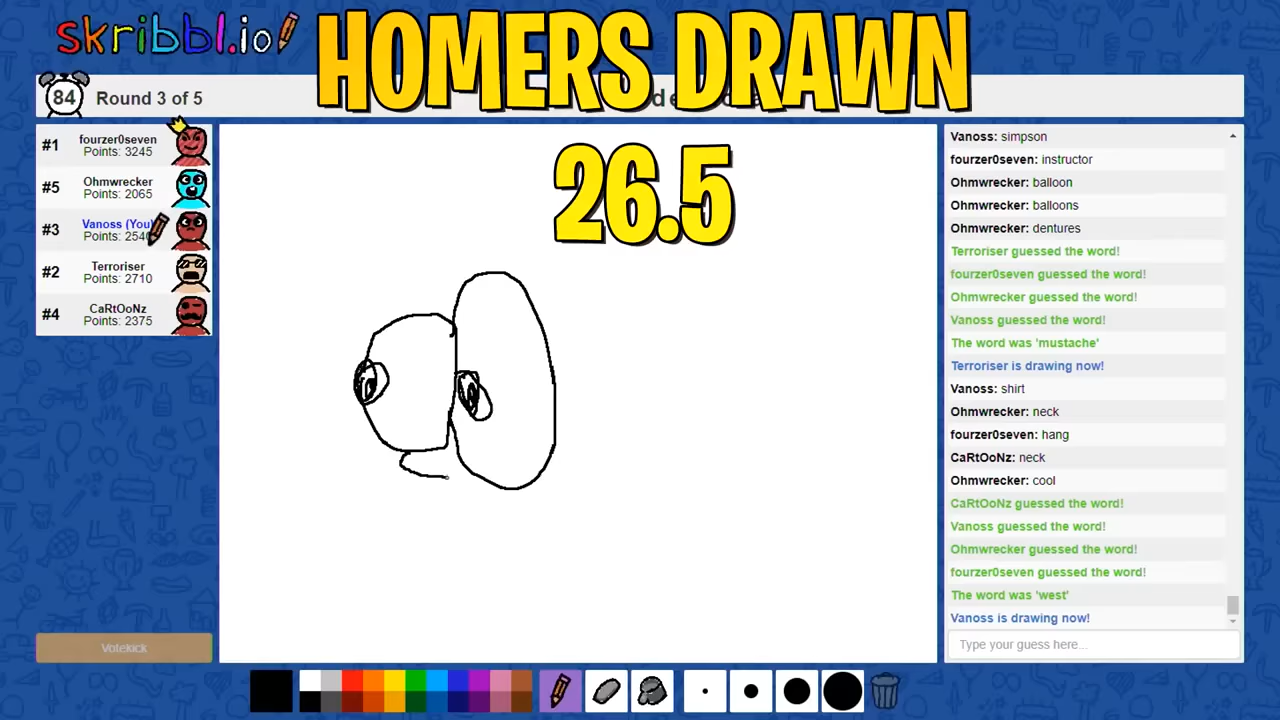 skribbl.io
HOMERS DRAWN
84
Round 3 of 5
26.5
#1
fourzer0seven
Points: 3245
#5
Ohmwrecker
Points: 2065
#3
Vanoss (You)
#2
Terroriser
Points: 2710
#4
CaRtOoNz
Points: 2375
Votekick
Vanoss: simpson
fourzer0seven: instructor
Ohmwrecker: balloon
Ohmwrecker: balloons
Ohmwrecker: dentures
Terroriser guessed the word!
fourzer0seven guessed the word!
Ohmwrecker guessed the word!
Vanoss guessed the word!
The word was 'mustache'
Terroriser is drawing now!
Vanoss: shirt
Ohmwrecker: neck
fourzer0seven: hang
CaRtOoNz: neck
Ohmwrecker: cool
CaRtOoNz guessed the word!
Vanoss guessed the word!
Ohmwrecker guessed the word!
fourzer0seven guessed the word!
The word was 'west'
Vanoss is drawing now!
Type your guess here...